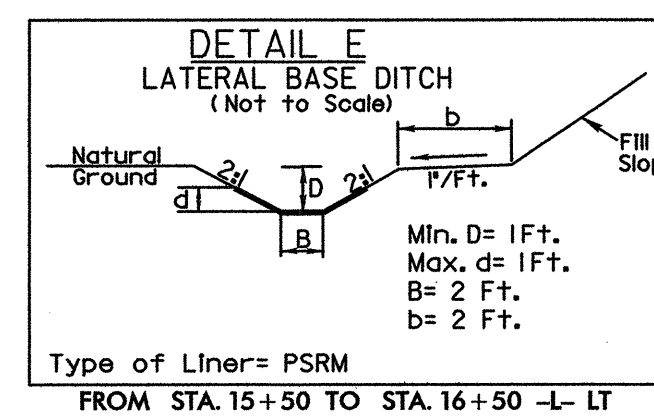 DETAIL E
LATERAL BASE DITCH
(Not to Scale)
b
Natural
Ground
2:1
D
2:1
1"/Ft.
Fill
d
B
Min. D= 1Ft.
Max. d= 1Ft.
B= 2 Ft.
b= 2 Ft.
Type of Liner= PSRM
FROM STA. 15+50 TO STA. 16+50 -L- LT